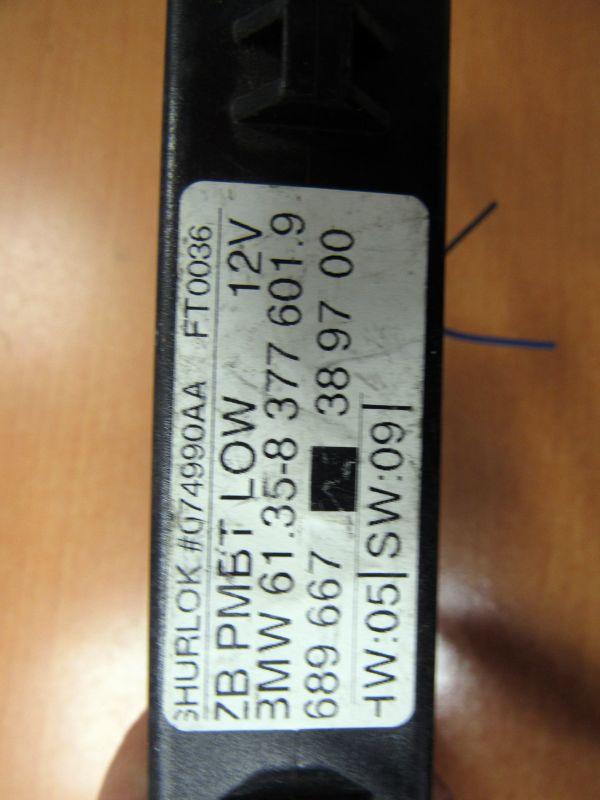 SHURLOK #074990AA FT0036
ZB PMBT LOW 12V
BMW 61.35-8 377 601.9
689 667 38 97 00
HW:05 SW:09